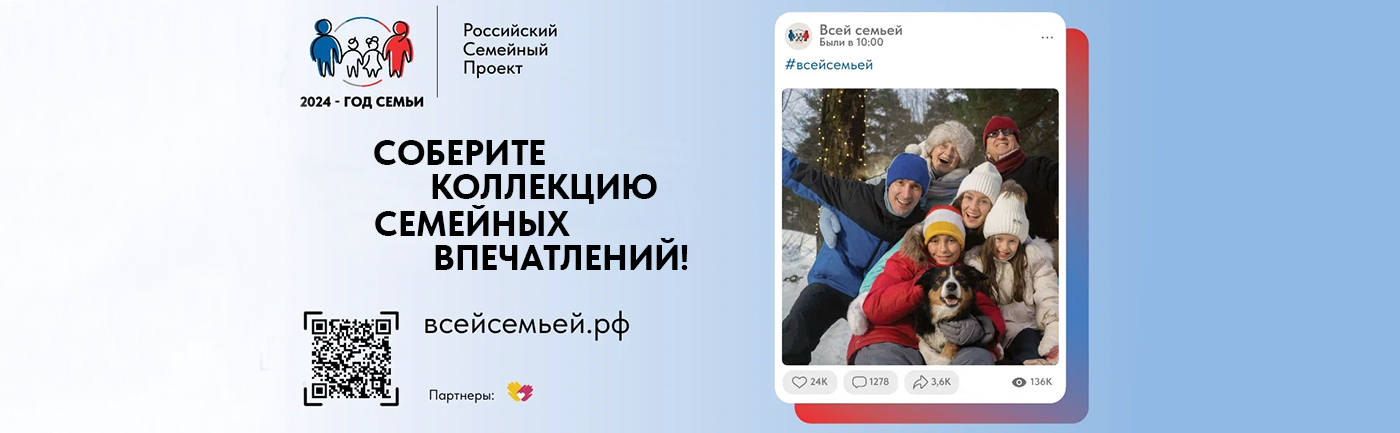 2024 - ГОД СЕМЬИ
Российский
Семейный
Проект
СОБЕРИТЕ
КОЛЛЕКЦИЮ
СЕМЕЙНЫХ
ВПЕЧАТЛЕНИЙ!
всейсемьей.рф
Партнеры:
Всей семьей
Были в 10:00
#всейсемьей
24K
1278
3,6K
136K